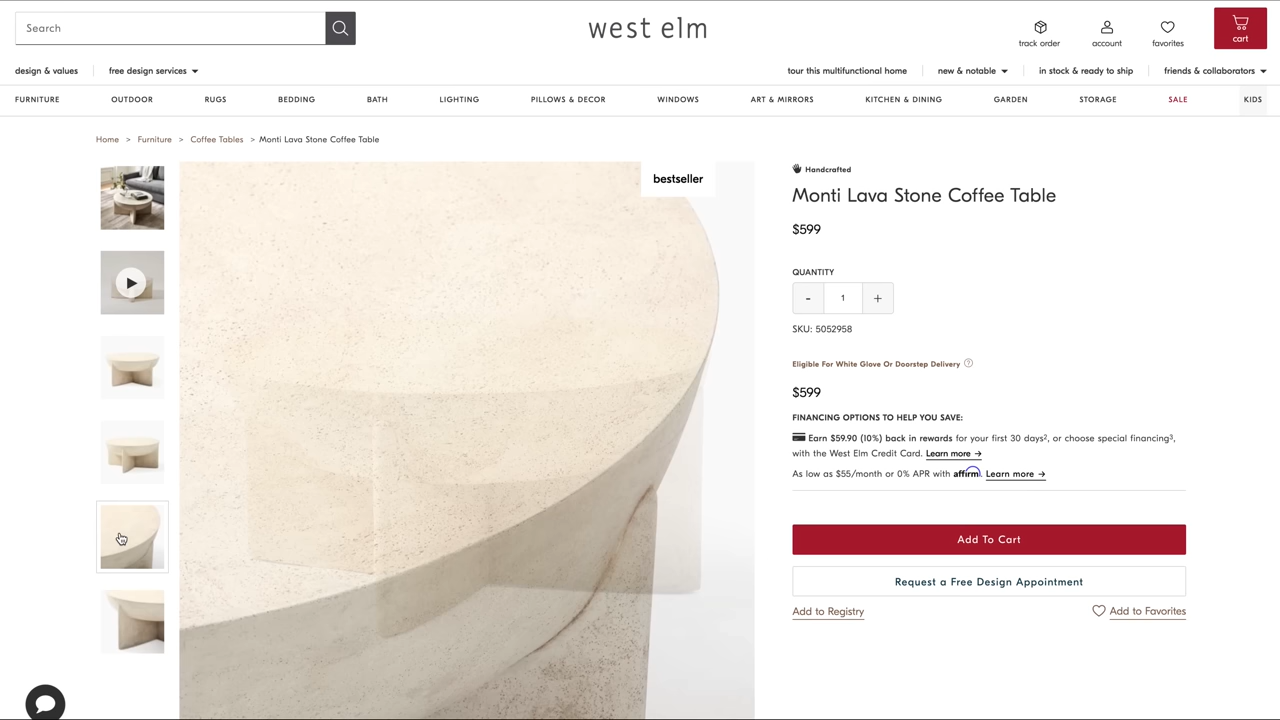 Search
west elm
track order
account
favorites
cart
design & values
free design services
tour this multifunctional home
new & notable
in stock & ready to ship
friends & collaborators
FURNITURE
OUTDOOR
RUGS
BEDDING
BATH
LIGHTING
PILLOWS & DECOR
WINDOWS
ART & MIRRORS
KITCHEN & DINING
GARDEN
STORAGE
SALE
KIDS
Home > Furniture > Coffee Tables > Monti Lava Stone Coffee Table
bestseller
Handcrafted
Monti Lava Stone Coffee Table
$599
QUANTITY
- 1 +
SKU: 5052958
Eligible For White Glove Or Doorstep Delivery ?
$599
FINANCING OPTIONS TO HELP YOU SAVE:
Earn $59.90 (10%) back in rewards for your first 30 days², or choose special financing³,
with the West Elm Credit Card. Learn more →
As low as $55/month or 0% APR with affirm. Learn more →
Add To Cart
Request a Free Design Appointment
Add to Registry
Add to Favorites